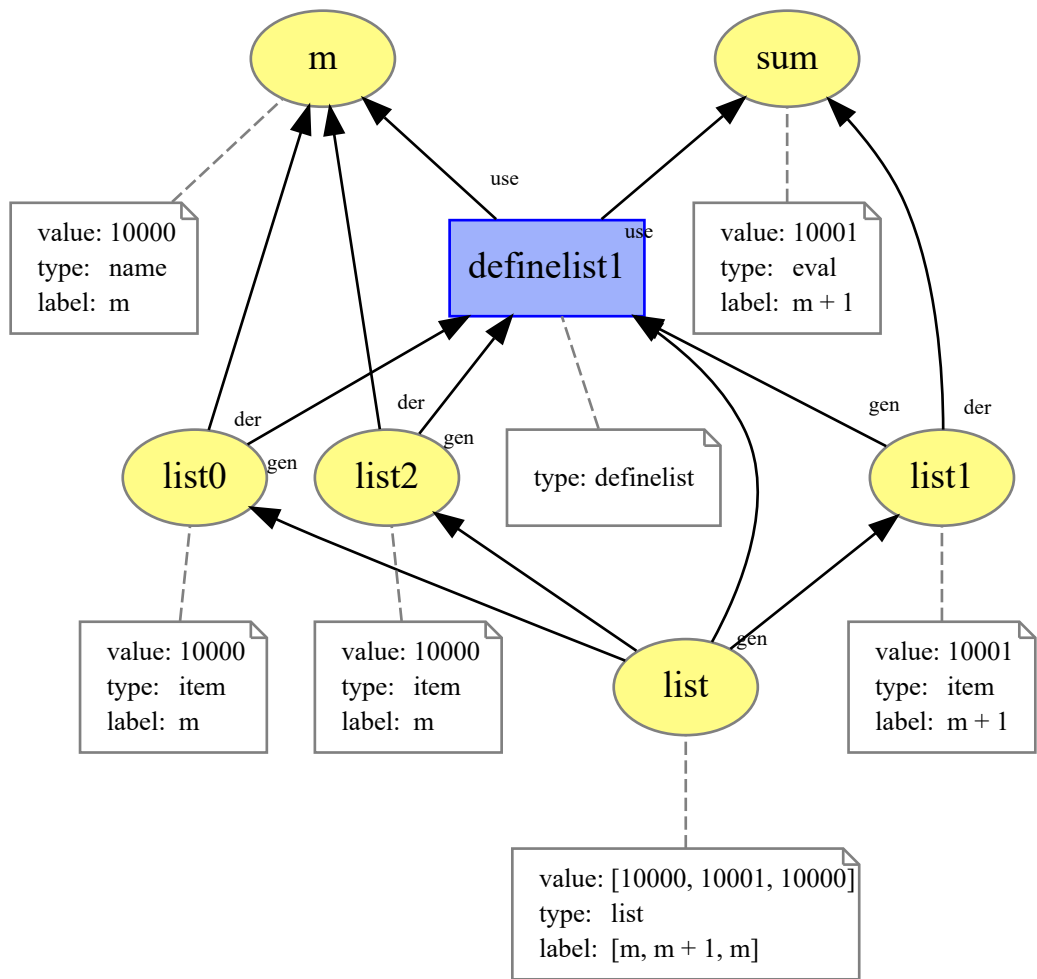 m
sum
use
value: 10000
type: name
label: m
definelist1
use
value: 10001
type: eval
label: m + 1
der
der
gen
der
list0
gen
list2
gen
type: definelist
list1
value: 10000
type: item
label: m
value: 10000
type: item
label: m
list
gen
value: 10001
type: item
label: m + 1
value: [10000, 10001, 10000]
type: list
label: [m, m + 1, m]